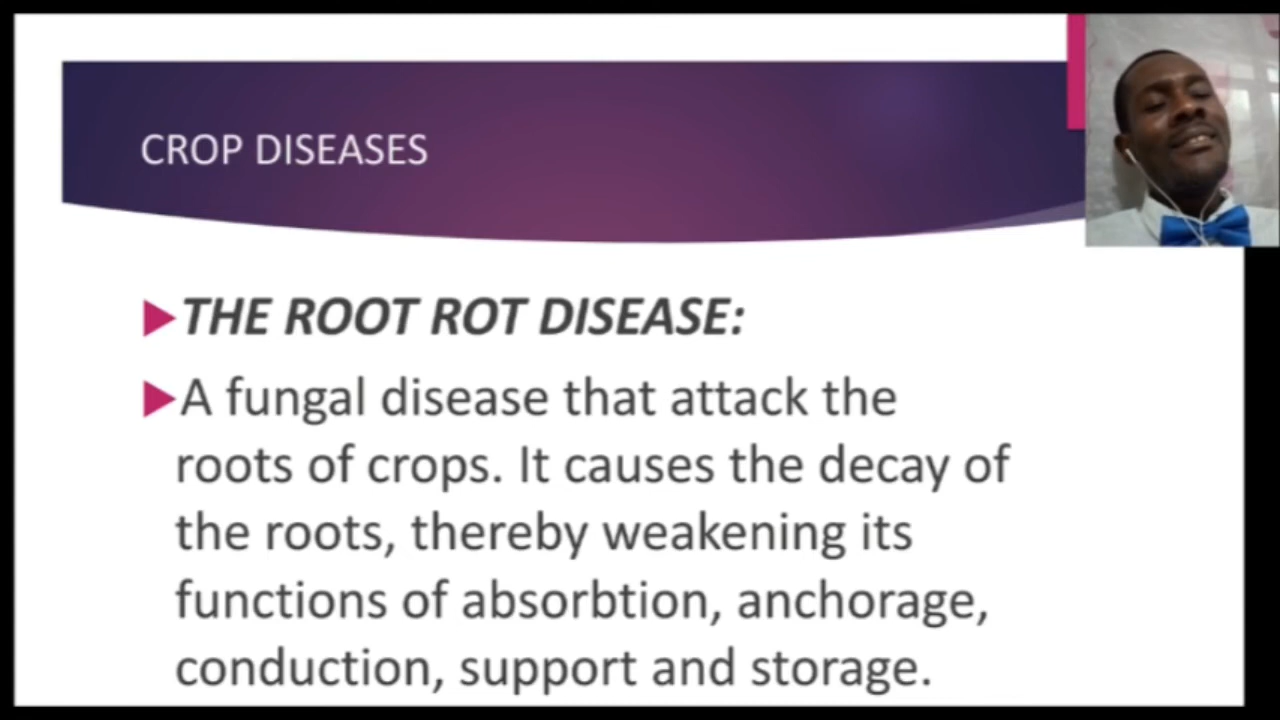 CROP DISEASES
THE ROOT ROT DISEASE:
A fungal disease that attack the
roots of crops. It causes the decay of
the roots, thereby weakening its
functions of absorbtion, anchorage,
conduction, support and storage.